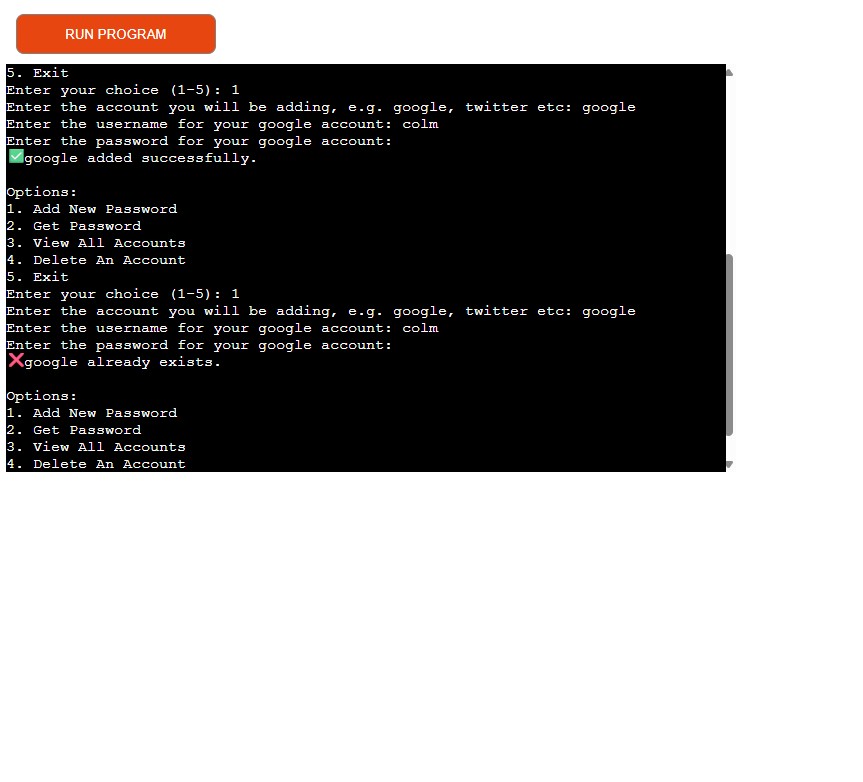 RUN PROGRAM
5. Exit
Enter your choice (1-5): 1
Enter the account you will be adding, e.g. google, twitter etc: google
Enter the username for your google account: colm
Enter the password for your google account:
✅google added successfully.
Options:
1. Add New Password
2. Get Password
3. View All Accounts
4. Delete An Account
5. Exit
Enter your choice (1-5): 1
Enter the account you will be adding, e.g. google, twitter etc: google
Enter the username for your google account: colm
Enter the password for your google account:
❌google already exists.
Options:
1. Add New Password
2. Get Password
3. View All Accounts
4. Delete An Account